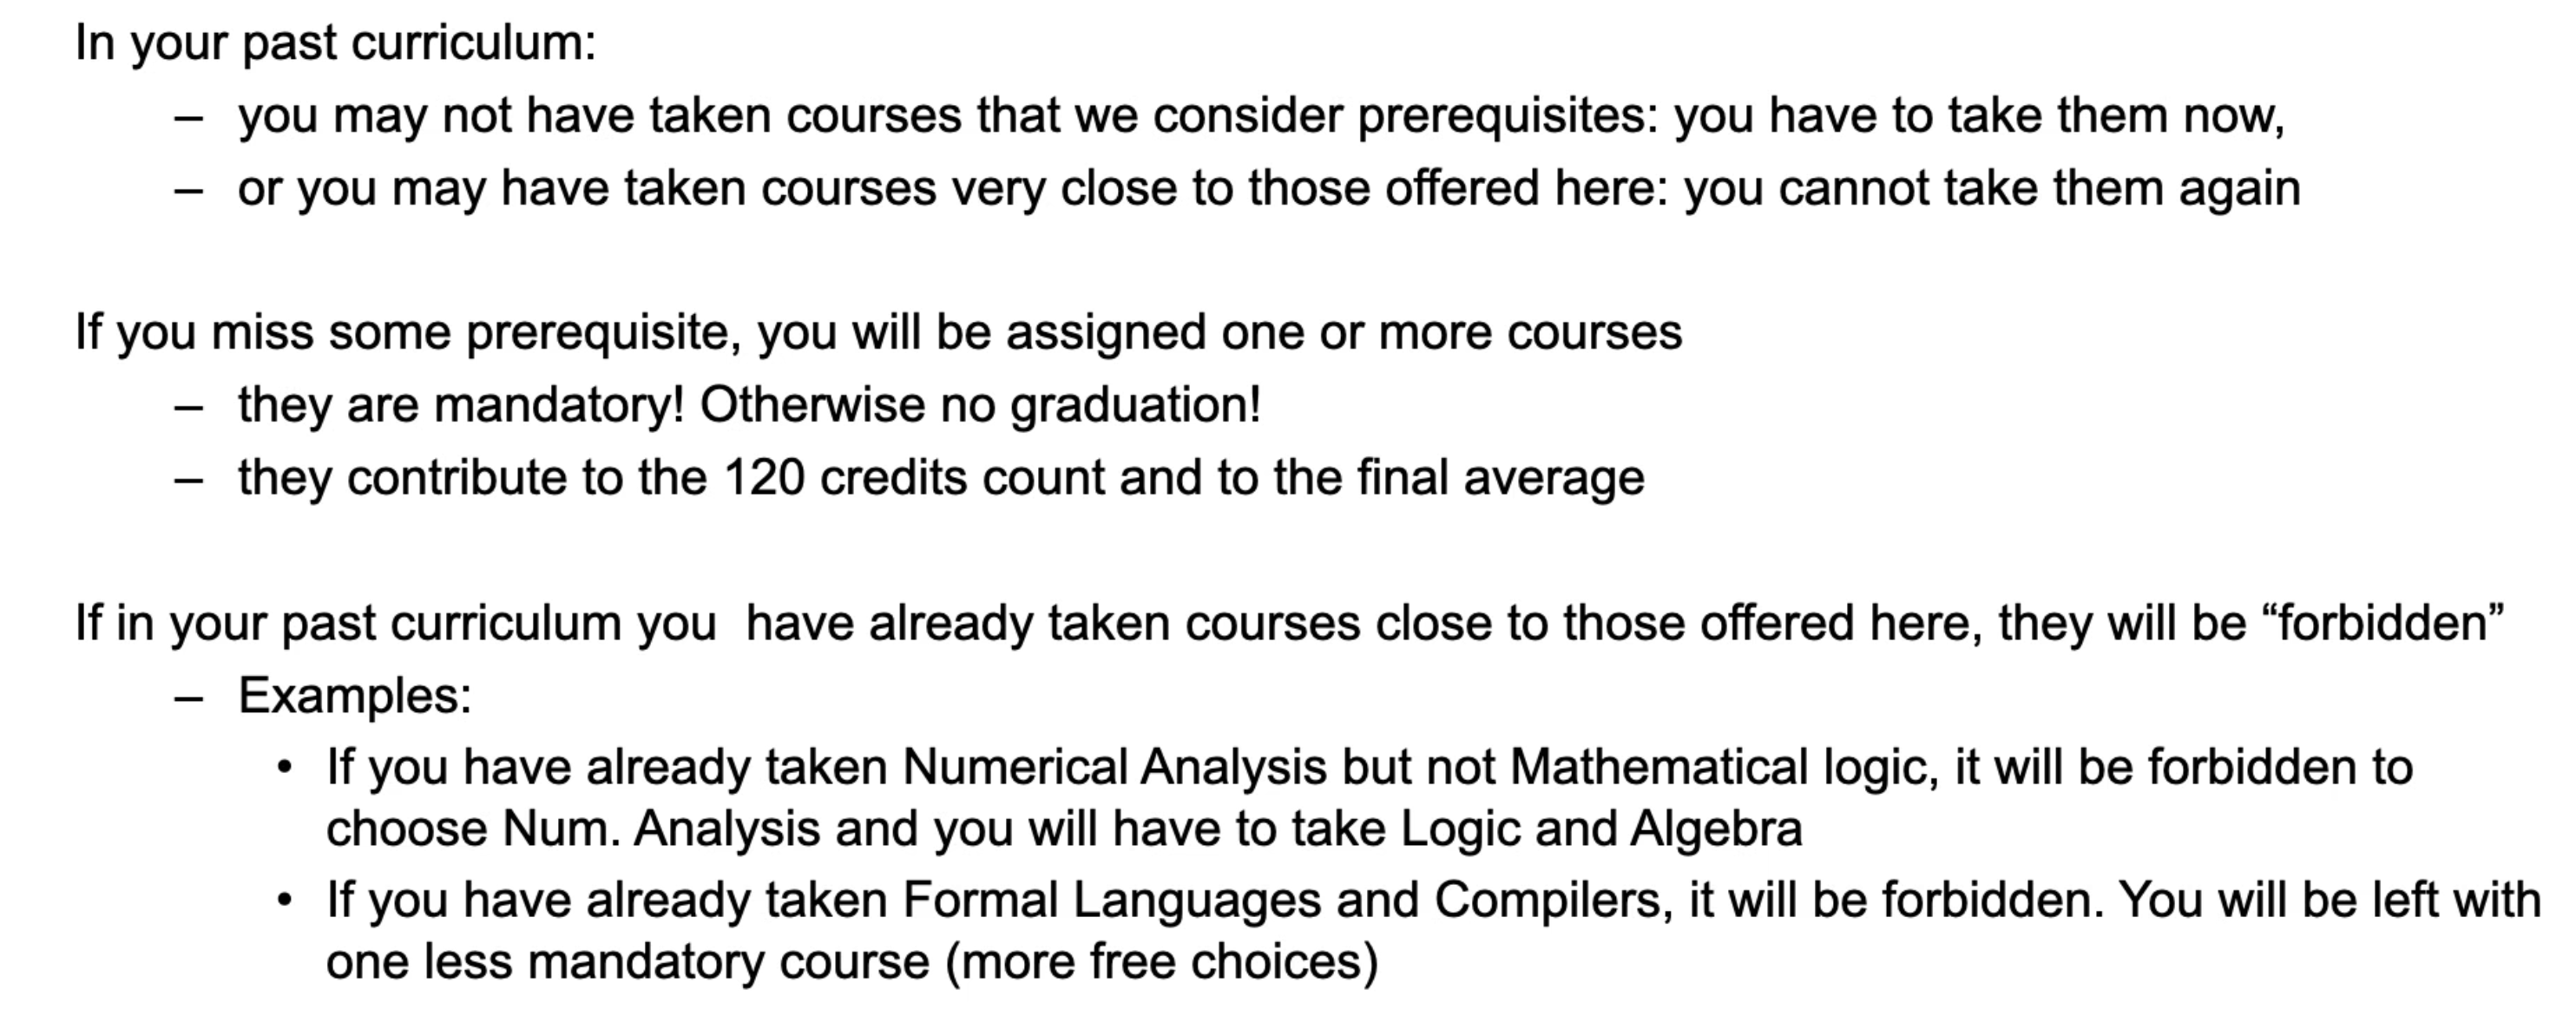 In your past curriculum:
– you may not have taken courses that we consider prerequisites: you have to take them now,
– or you may have taken courses very close to those offered here: you cannot take them again
If you miss some prerequisite, you will be assigned one or more courses
– they are mandatory! Otherwise no graduation!
– they contribute to the 120 credits count and to the final average
If in your past curriculum you  have already taken courses close to those offered here, they will be “forbidden”
– Examples:
• If you have already taken Numerical Analysis but not Mathematical logic, it will be forbidden to
choose Num. Analysis and you will have to take Logic and Algebra
• If you have already taken Formal Languages and Compilers, it will be forbidden. You will be left with
one less mandatory course (more free choices)